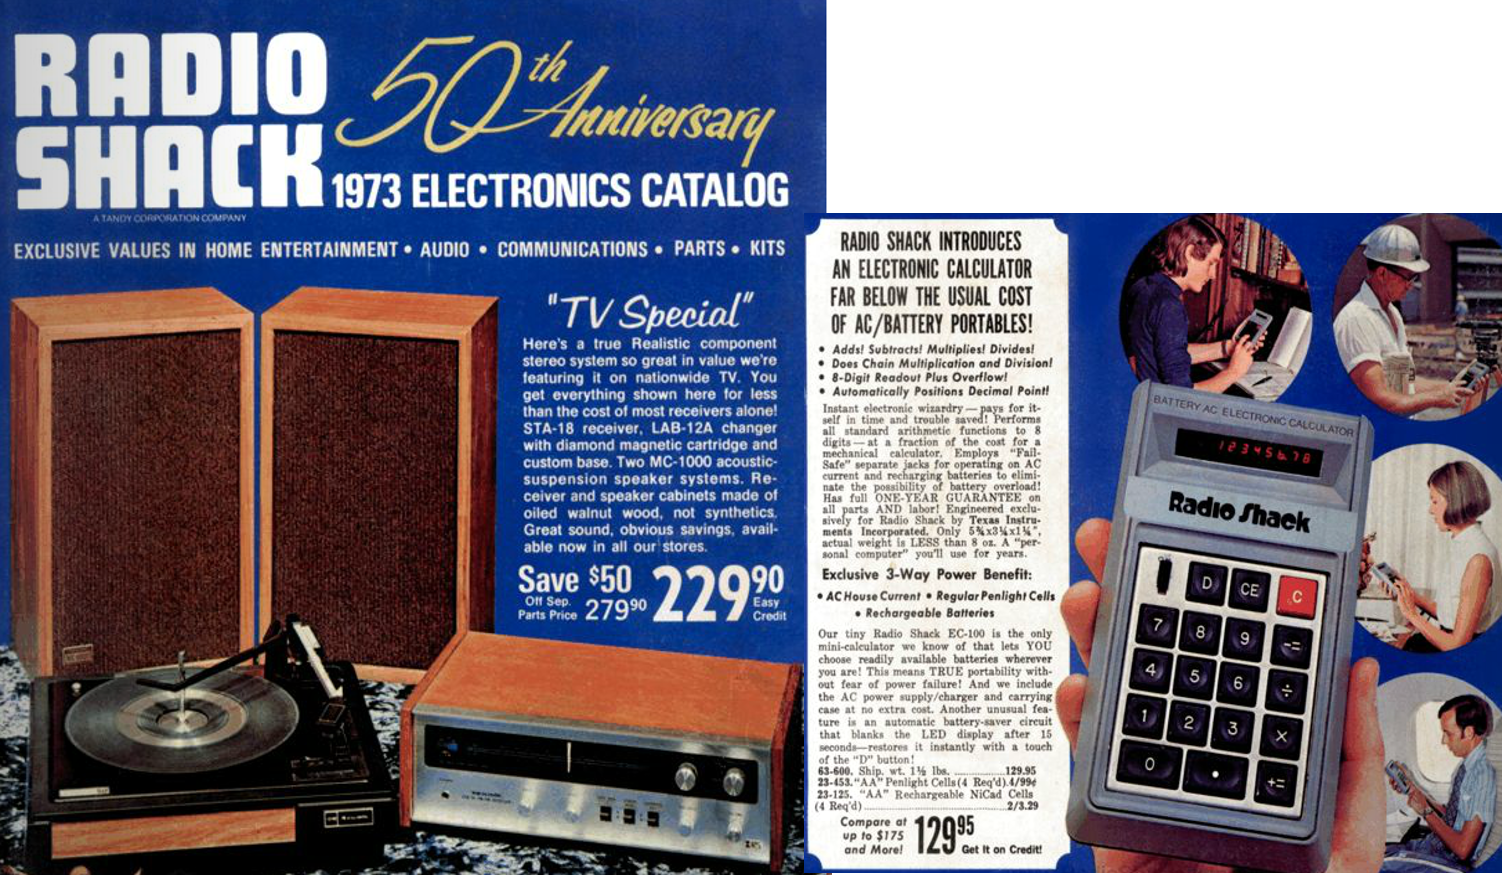 RADIO
SHACK
A TANDY CORPORATION COMPANY
50th
Anniversary
1973 ELECTRONICS CATALOG
EXCLUSIVE VALUES IN HOME ENTERTAINMENT • AUDIO • COMMUNICATIONS • PARTS • KITS
"TV Special"
Here's a true Realistic component
stereo system so great in value we're
featuring it on nationwide TV. You
get everything shown here for less
than the cost of most receivers alone!
STA-18 receiver, LAB-12A changer
with diamond magnetic cartridge and
custom base. Two MC-1000 acoustic-
suspension speaker systems. Re-
ceiver and speaker cabinets made of
oiled walnut wood, not synthetics.
Great sound, obvious savings, avail-
able now in all our stores.
Save $50
Off Sep.
Parts Price 279⁹⁰
229⁹⁰
Easy
Credit
RADIO SHACK INTRODUCES
AN ELECTRONIC CALCULATOR
FAR BELOW THE USUAL COST
OF AC/BATTERY PORTABLES!
• Adds! Subtracts! Multiplies! Divides!
• Does Chain Multiplication and Division!
• 8-Digit Readout Plus Overflow!
• Automatically Positions Decimal Point!
Instant electronic wizardry — pays for it-
self in time and trouble saved! Performs
all standard arithmetic functions to 8
digits — at a fraction of the cost for a
mechanical calculator. Employs "Fail-
Safe" separate jacks for operating on AC
current and recharging batteries to elimi-
nate the possibility of battery overload!
Has full ONE-YEAR GUARANTEE on
all parts AND labor! Engineered exclu-
sively for Radio Shack by Texas Instru-
ments Incorporated. Only
actual weight is LESS than 8 oz. A "per-
sonal computer" you'll use for years.
Exclusive 3-Way Power Benefit:
• AC House Current • Regular Penlight Cells
• Rechargeable Batteries
Our tiny Radio Shack EC-100 is the only
mini-calculator we know of that lets YOU
choose readily available batteries wherever
you are! This means TRUE portability with-
out fear of power failure! And we include
the AC power supply/charger and carrying
case at no extra cost. Another unusual fea-
ture is an automatic battery-saver circuit
that blanks the LED display after 15
seconds—restores it instantly with a touch
of the "D" button!
63-600. Ship. wt. 1½ lbs. ................129.95
23-453. "AA" Penlight Cells (4 Req'd).4/99¢
23-125. "AA" Rechargeable NiCad Cells
(4 Req'd)........................................2/3.29
Compare at
up to $175
and More!
129⁹⁵
Get It on Credit!
BATTERY/AC ELECTRONIC CALCULATOR
12345678
Radio Shack
D CE C
7 8 9 -=
4 5 6 ÷
1 2 3 ×
0 • +=